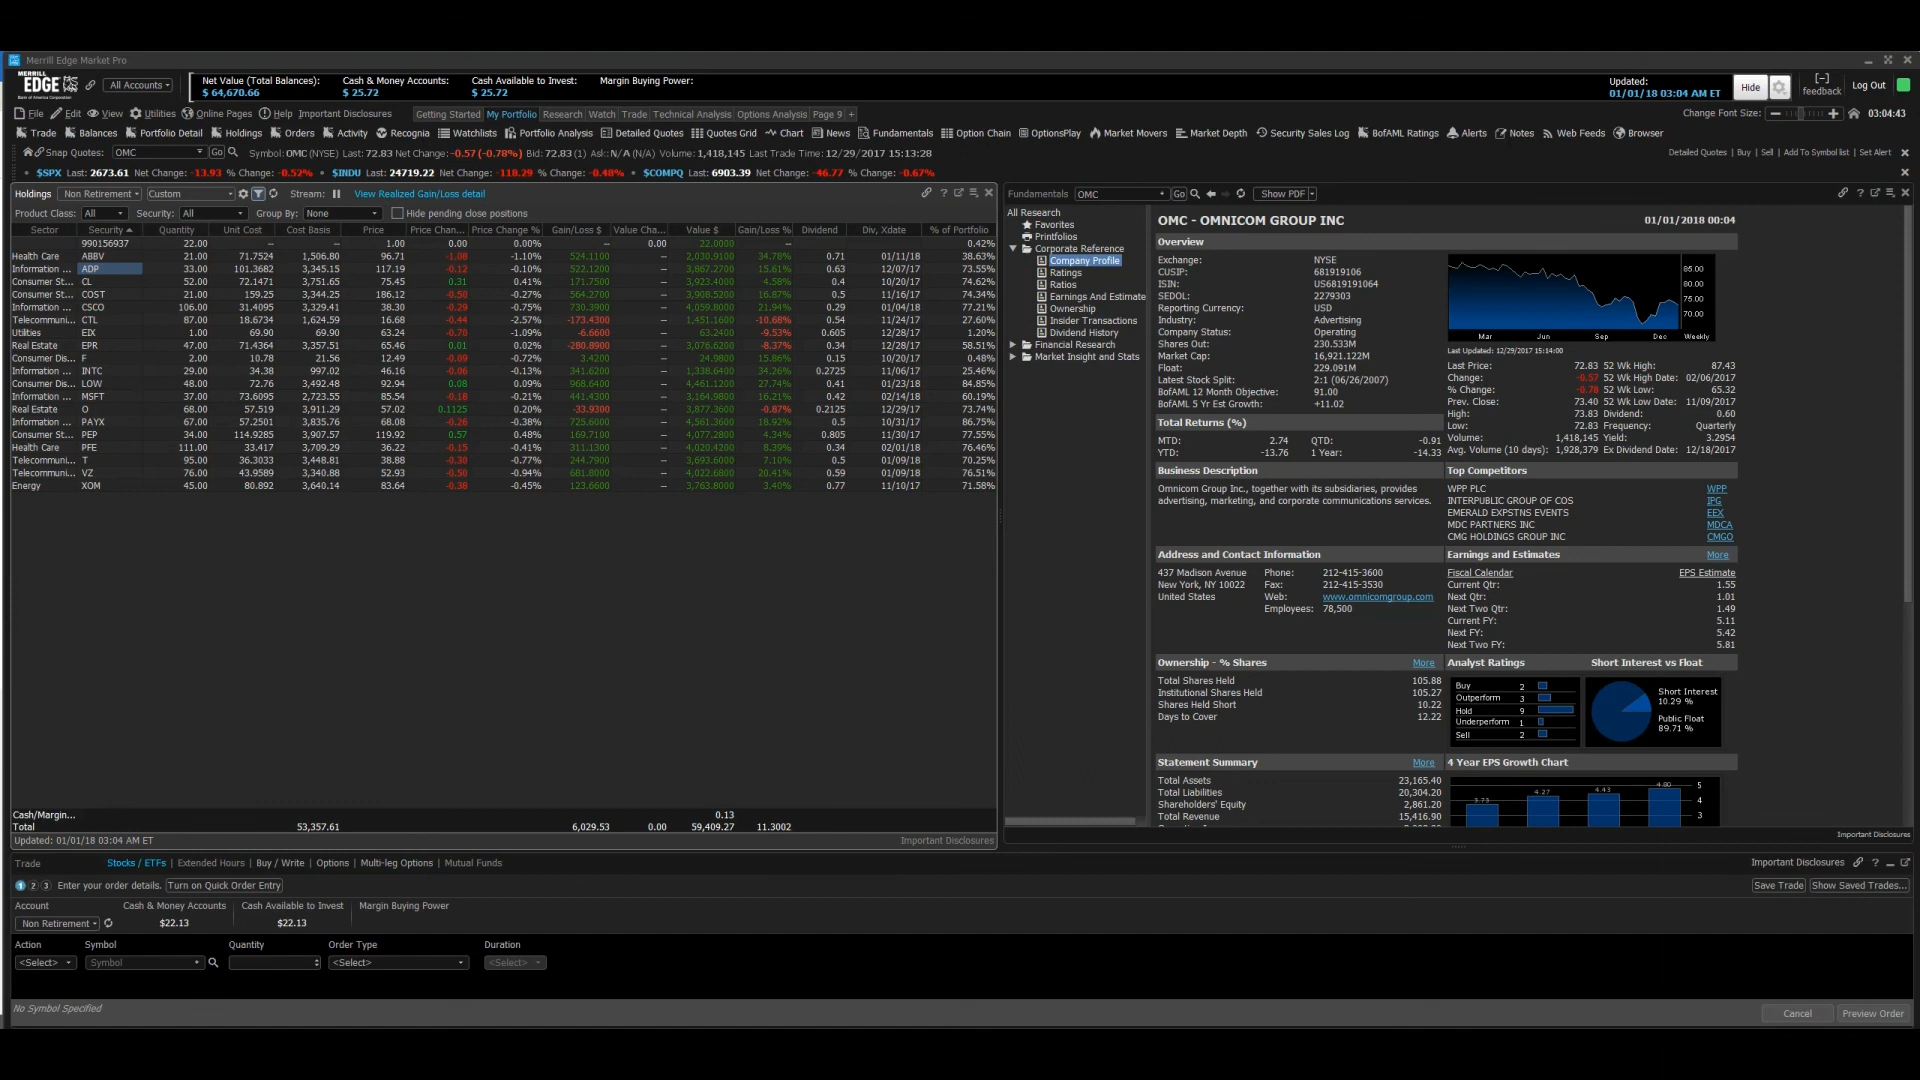 Merrill Edge Market Pro
MERRILL EDGE Bank of America Corporation
All Accounts
Net Value (Total Balances): Cash & Money Accounts: Cash Available to Invest: Margin Buying Power:
$ 64,670.66 $ 25.72 $ 25.72
Updated:
01/01/18 03:04 AM ET
Hide [-] feedback Log Out
File Edit View Utilities Online Pages Help Important Disclosures
Getting Started My Portfolio Research Watch Trade Technical Analysis Options Analysis Page 9 +
Change Font Size: 03:04:43
Trade Balances Portfolio Detail Holdings Orders Activity Recognia Watchlists Portfolio Analysis Detailed Quotes Quotes Grid Chart News Fundamentals Option Chain OptionsPlay Market Movers Market Depth Security Sales Log BofAML Ratings Alerts Notes Web Feeds Browser
Snap Quotes: OMC Go Symbol: OMC (NYSE) Last: 72.83 Net Change: -0.57 (-0.78%) Bid: 72.83 (1) Ask: N/A (N/A) Volume: 1,418,145 Last Trade Time: 12/29/2017 15:13:28
Detailed Quotes | Buy | Sell | Add To Symbol list | Set Alert
$SPX Last: 2673.61 Net Change: -13.93 % Change: -0.52% • $INDU Last: 24719.22 Net Change: -118.29 % Change: -0.48% • $COMPQ Last: 6903.39 Net Change: -46.77 % Change: -0.67%
Holdings Non Retirement Custom Stream: View Realized Gain/Loss detail
Product Class: All Security: All Group By: None Hide pending close positions
Sector Security Quantity Unit Cost Cost Basis Price Price Chan... Price Change % Gain/Loss $ Value Cha... Value $ Gain/Loss % Dividend Div, Xdate % of Portfolio
990156937 22.00 -- -- 1.00 0.00 0.00% -- 0.00 22.0000 -- 0.42%
Health Care ABBV 21.00 71.7524 1,506.80 96.71 -1.08 -1.10% 524.1100 -- 2,030.9100 34.78% 0.71 01/11/18 38.63%
Information ... ADP 33.00 101.3682 3,345.15 117.19 -0.12 -0.10% 522.1200 -- 3,867.2700 15.61% 0.63 12/07/17 73.55%
Consumer St... CL 52.00 72.1471 3,751.65 75.45 0.31 0.41% 171.7500 -- 3,923.4000 4.58% 0.4 10/20/17 74.62%
Consumer St... COST 21.00 159.25 3,344.25 186.12 -0.50 -0.27% 564.2700 -- 3,908.5200 16.87% 0.5 11/16/17 74.34%
Information ... CSCO 106.00 31.4095 3,329.41 38.30 -0.29 -0.75% 730.3900 -- 4,059.8000 21.94% 0.29 01/04/18 77.21%
Telecommuni... CTL 87.00 18.6734 1,624.59 16.68 -0.44 -2.57% -173.4300 -- 1,451.1600 -10.68% 0.54 11/24/17 27.60%
Utilities EIX 1.00 69.90 69.90 63.24 -0.70 -1.09% -6.6600 -- 63.2400 -9.53% 0.605 12/28/17 1.20%
Real Estate EPR 47.00 71.4364 3,357.51 65.46 0.01 0.02% -280.8900 -- 3,076.6200 -8.37% 0.34 12/28/17 58.51%
Consumer Dis... F 2.00 10.78 21.56 12.49 -0.09 -0.72% 3.4200 -- 24.9800 15.86% 0.15 10/20/17 0.48%
Information ... INTC 29.00 34.38 997.02 46.16 -0.06 -0.13% 341.6200 -- 1,338.6400 34.26% 0.2725 11/06/17 25.46%
Consumer Dis... LOW 48.00 72.76 3,492.48 92.94 0.08 0.09% 968.6400 -- 4,461.1200 27.74% 0.41 01/23/18 84.85%
Information ... MSFT 37.00 73.6095 2,723.55 85.54 -0.18 -0.21% 441.4300 -- 3,164.9800 16.21% 0.42 02/14/18 60.19%
Real Estate O 68.00 57.519 3,911.29 57.02 0.1125 0.20% -33.9300 -- 3,877.3600 -0.87% 0.2125 12/29/17 73.74%
Information ... PAYX 67.00 57.2501 3,835.76 68.08 -0.26 -0.38% 725.6000 -- 4,561.3600 18.92% 0.5 10/31/17 86.75%
Consumer St... PEP 34.00 114.9285 3,907.57 119.92 0.57 0.48% 169.7100 -- 4,077.2800 4.34% 0.805 11/30/17 77.55%
Health Care PFE 111.00 33.417 3,709.29 36.22 -0.15 -0.41% 311.1300 -- 4,020.4200 8.39% 0.34 02/01/18 76.46%
Telecommuni... T 95.00 36.3033 3,448.81 38.88 -0.30 -0.77% 244.7900 -- 3,693.6000 7.10% 0.5 01/09/18 70.25%
Telecommuni... VZ 76.00 43.9589 3,340.88 52.93 -0.50 -0.94% 681.8000 -- 4,022.6800 20.41% 0.59 01/09/18 76.51%
Energy XOM 45.00 80.892 3,640.14 83.64 -0.38 -0.45% 123.6600 -- 3,763.8000 3.40% 0.77 11/10/17 71.58%
Cash/Margin... 0.13
Total 53,357.61 6,029.53 0.00 59,409.27 11.3002
Updated: 01/01/18 03:04 AM ET Important Disclosures
Fundamentals OMC Go Show PDF
All Research
Favorites
Portfolios
Corporate Reference
Company Profile
Ratings
Ratios
Earnings And Estimate
Ownership
Insider Transactions
Dividend History
Financial Research
Market Insight and Stats
OMC - OMNICOM GROUP INC 01/01/2018 00:04
Overview
Exchange: NYSE
CUSIP: 681919106
ISIN: US6819191064
SEDOL: 2279303
Reporting Currency: USD
Industry: Advertising
Company Status: Operating
Shares Out: 230.533M
Market Cap: 16,921.122M
Float: 229.091M
Latest Stock Split: 2:1 (06/26/2007)
BofAML 12 Month Objective: 91.00
BofAML 5 Yr Est Growth: +11.02
85.00
80.00
75.00
70.00
Mar Jun Sep Dec Weekly
Last Updated: 12/29/2017 15:14:00
Last Price: 72.83 52 Wk High: 87.43
Change: -0.57 52 Wk High Date: 02/06/2017
% Change: -0.78 52 Wk Low: 65.32
Prev. Close: 73.40 52 Wk Low Date: 11/09/2017
High: 73.83 Dividend: 0.60
Low: 72.83 Frequency: Quarterly
Volume: 1,418,145 Yield: 3.2954
Avg. Volume (10 days): 1,928,379 Ex Dividend Date: 12/18/2017
Total Returns (%)
MTD: 2.74 QTD: -0.91
YTD: -13.76 1 Year: -14.33
Business Description
Omnicom Group Inc., together with its subsidiaries, provides
advertising, marketing, and corporate communications services.
Top Competitors
WPP PLC WPP
INTERPUBLIC GROUP OF COS IPG
EMERALD EXPSTNS EVENTS EEX
MDC PARTNERS INC MDCA
CMG HOLDINGS GROUP INC CMGO
Address and Contact Information
437 Madison Avenue Phone: 212-415-3600
New York, NY 10022 Fax: 212-415-3530
United States Web: www.omnicomgroup.com
Employees: 78,500
Earnings and Estimates More
Fiscal Calendar EPS Estimate
Current Qtr: 1.55
Next Qtr: 1.01
Next Two Qtr: 1.49
Current FY: 5.11
Next FY: 5.42
Next Two FY: 5.81
Ownership - % Shares More
Total Shares Held 105.88
Institutional Shares Held 105.27
Shares Held Short 10.22
Days to Cover 12.22
Analyst Ratings Short Interest vs Float
Buy 2
Outperform 3
Hold 9
Underperform 1
Sell 2
Short Interest
10.29 %
Public Float
89.71 %
Statement Summary More
Total Assets 23,165.40
Total Liabilities 20,304.20
Shareholders' Equity 2,861.20
Total Revenue 15,416.90
4 Year EPS Growth Chart
3.73 4.27 4.43 4.80
5
4
3
Important Disclosures
Trade Stocks / ETFs | Extended Hours | Buy / Write | Options | Multi-leg Options | Mutual Funds Important Disclosures
1 2 3 Enter your order details. Turn on Quick Order Entry Save Trade Show Saved Trades...
Account Cash & Money Accounts Cash Available to Invest Margin Buying Power
Non Retirement $22.13 $22.13
Action Symbol Quantity Order Type Duration
<Select> Symbol <Select> <Select>
No Symbol Specified
Cancel Preview Order